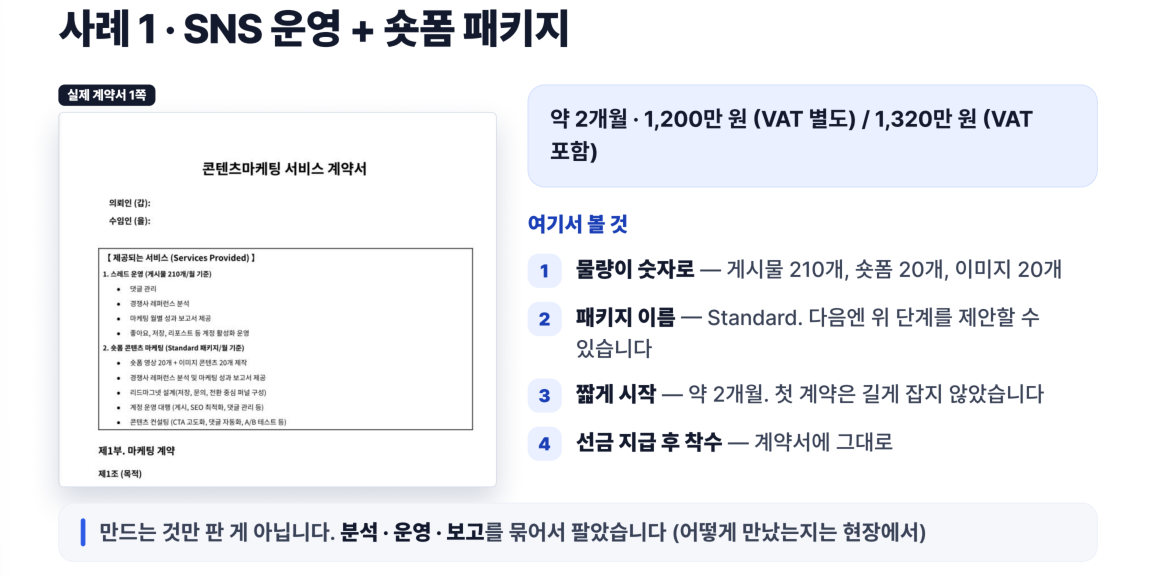 사례 1 · SNS 운영 + 숏폼 패키지
실제 계약서 1쪽
콘텐츠마케팅 서비스 계약서
의뢰인 (갑):
수임인 (을):
【 제공되는 서비스 (Services Provided) 】
1. 스레드 운영 (게시물 210개/월 기준)
• 댓글 관리
• 경쟁사 레퍼런스 분석
• 마케팅 월별 성과 보고서 제공
• 좋아요, 저장, 리포스트 등 계정 활성화 운영
2. 숏폼 콘텐츠 마케팅 (Standard 패키지/월 기준)
• 숏폼 영상 20개 + 이미지 콘텐츠 20개 제작
• 경쟁사 레퍼런스 분석 및 마케팅 성과 보고서 제공
• 리드마그넷 설계(저장, 문의, 전환 중심 퍼널 구성)
• 계정 운영 대행 (게시, SEO 최적화, 댓글 관리 등)
• 콘텐츠 컨설팅 (CTA 고도화, 댓글 자동화, A/B 테스트 등)
제1부. 마케팅 계약
제1조 (목적)
약 2개월 · 1,200만 원 (VAT 별도) / 1,320만 원 (VAT
포함)
여기서 볼 것
1 물량이 숫자로 — 게시물 210개, 숏폼 20개, 이미지 20개
2 패키지 이름 — Standard. 다음엔 위 단계를 제안할 수
있습니다
3 짧게 시작 — 약 2개월. 첫 계약은 길게 잡지 않았습니다
4 선금 지급 후 착수 — 계약서에 그대로
만드는 것만 판 게 아닙니다. 분석 · 운영 · 보고를 묶어서 팔았습니다 (어떻게 만났는지는 현장에서)